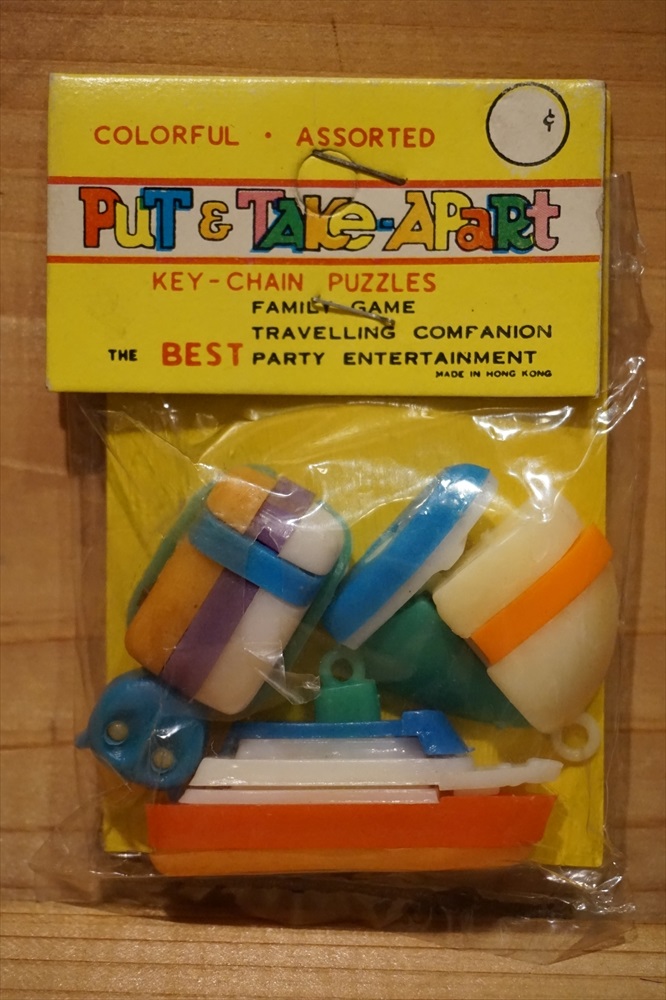 COLORFUL · ASSORTED
¢
PUT & TAKE-APART
KEY-CHAIN PUZZLES
FAMILY GAME
TRAVELLING COMPANION
THE BEST PARTY ENTERTAINMENT
MADE IN HONG KONG